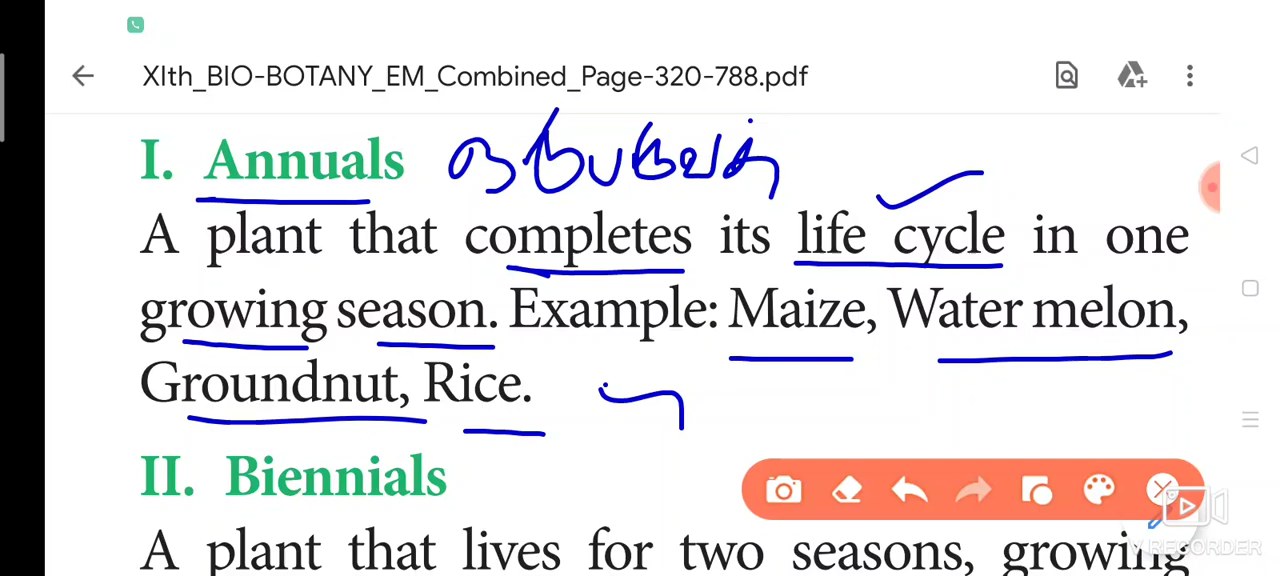 XIth_BIO-BOTANY_EM_Combined_Page-320-788.pdf
I. Annuals
A plant that completes its life cycle in one
growing season. Example: Maize, Water melon,
Groundnut, Rice.
II. Biennials
A plant that lives for two seasons, growing
V RECORDER